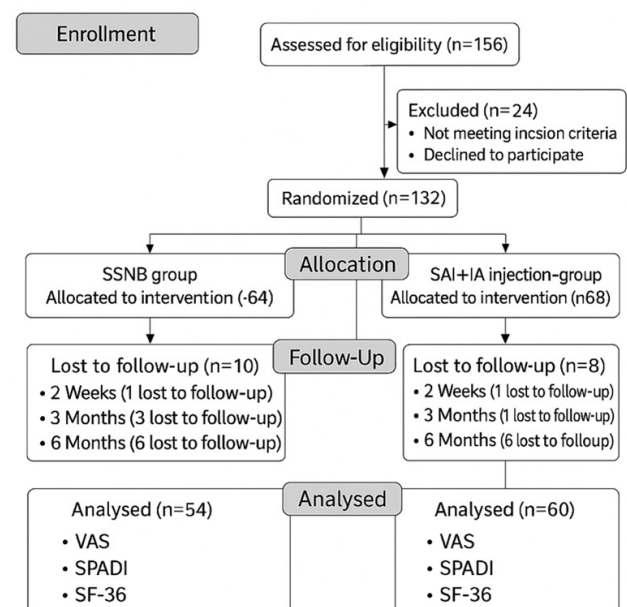 Enrollment
Assessed for eligibility (n=156)
Excluded (n=24)
• Not meeting incsion criteria
• Declined to participate
Randomized (n=132)
Allocation
SSNB group
Allocated to intervention (-64)
SAI+IA injection-group
Allocated to intervention (n68)
Follow-Up
Lost to follow-up (n=10)
• 2 Weeks (1 lost to follow-up)
• 3 Months (3 lost to follow-up)
• 6 Months (6 lost to follow-up)
Lost to follow-up (n=8)
• 2 Weeks (1 lost to follow-up)
• 3 Months (1 lost to follow-up)
• 6 Months (6 lost to folloup)
Analysed
Analysed (n=54)
• VAS
• SPADI
• SF-36
Analysed (n=60)
• VAS
• SPADI
• SF-36